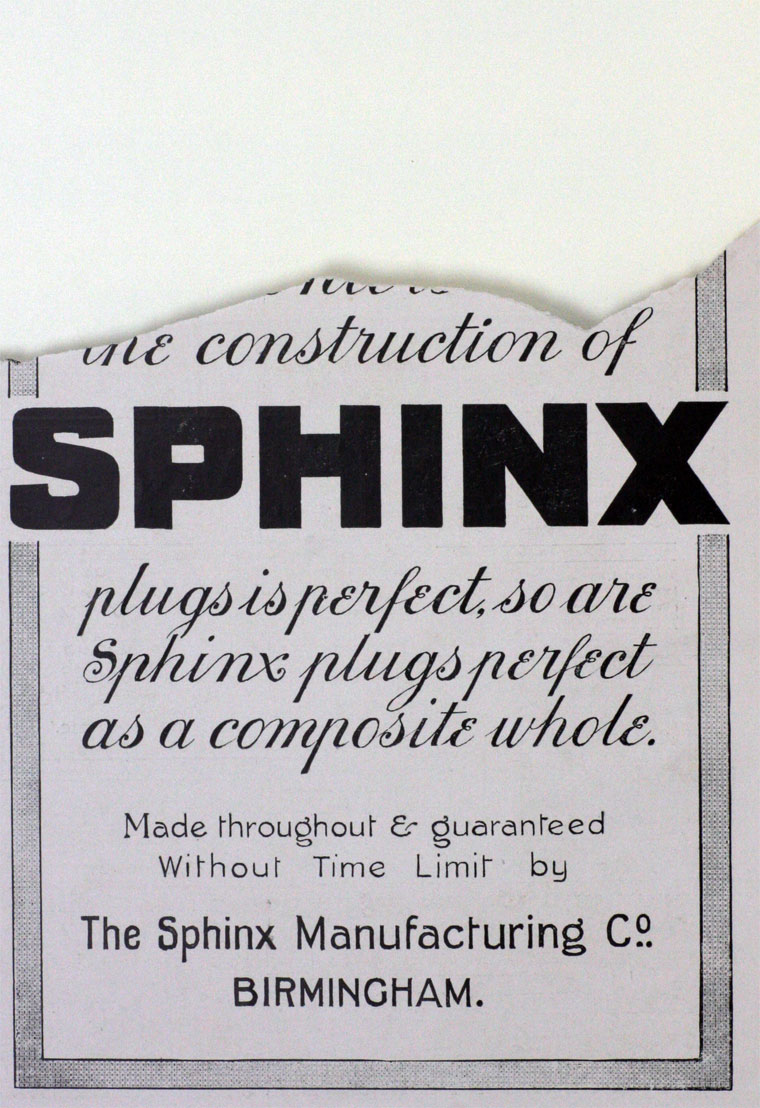 the construction of
SPHINX
plugs is perfect, so are
Sphinx plugs perfect
as a composite whole.
Made throughout & guaranteed
Without Time Limit by
The Sphinx Manufacturing Co.
BIRMINGHAM.